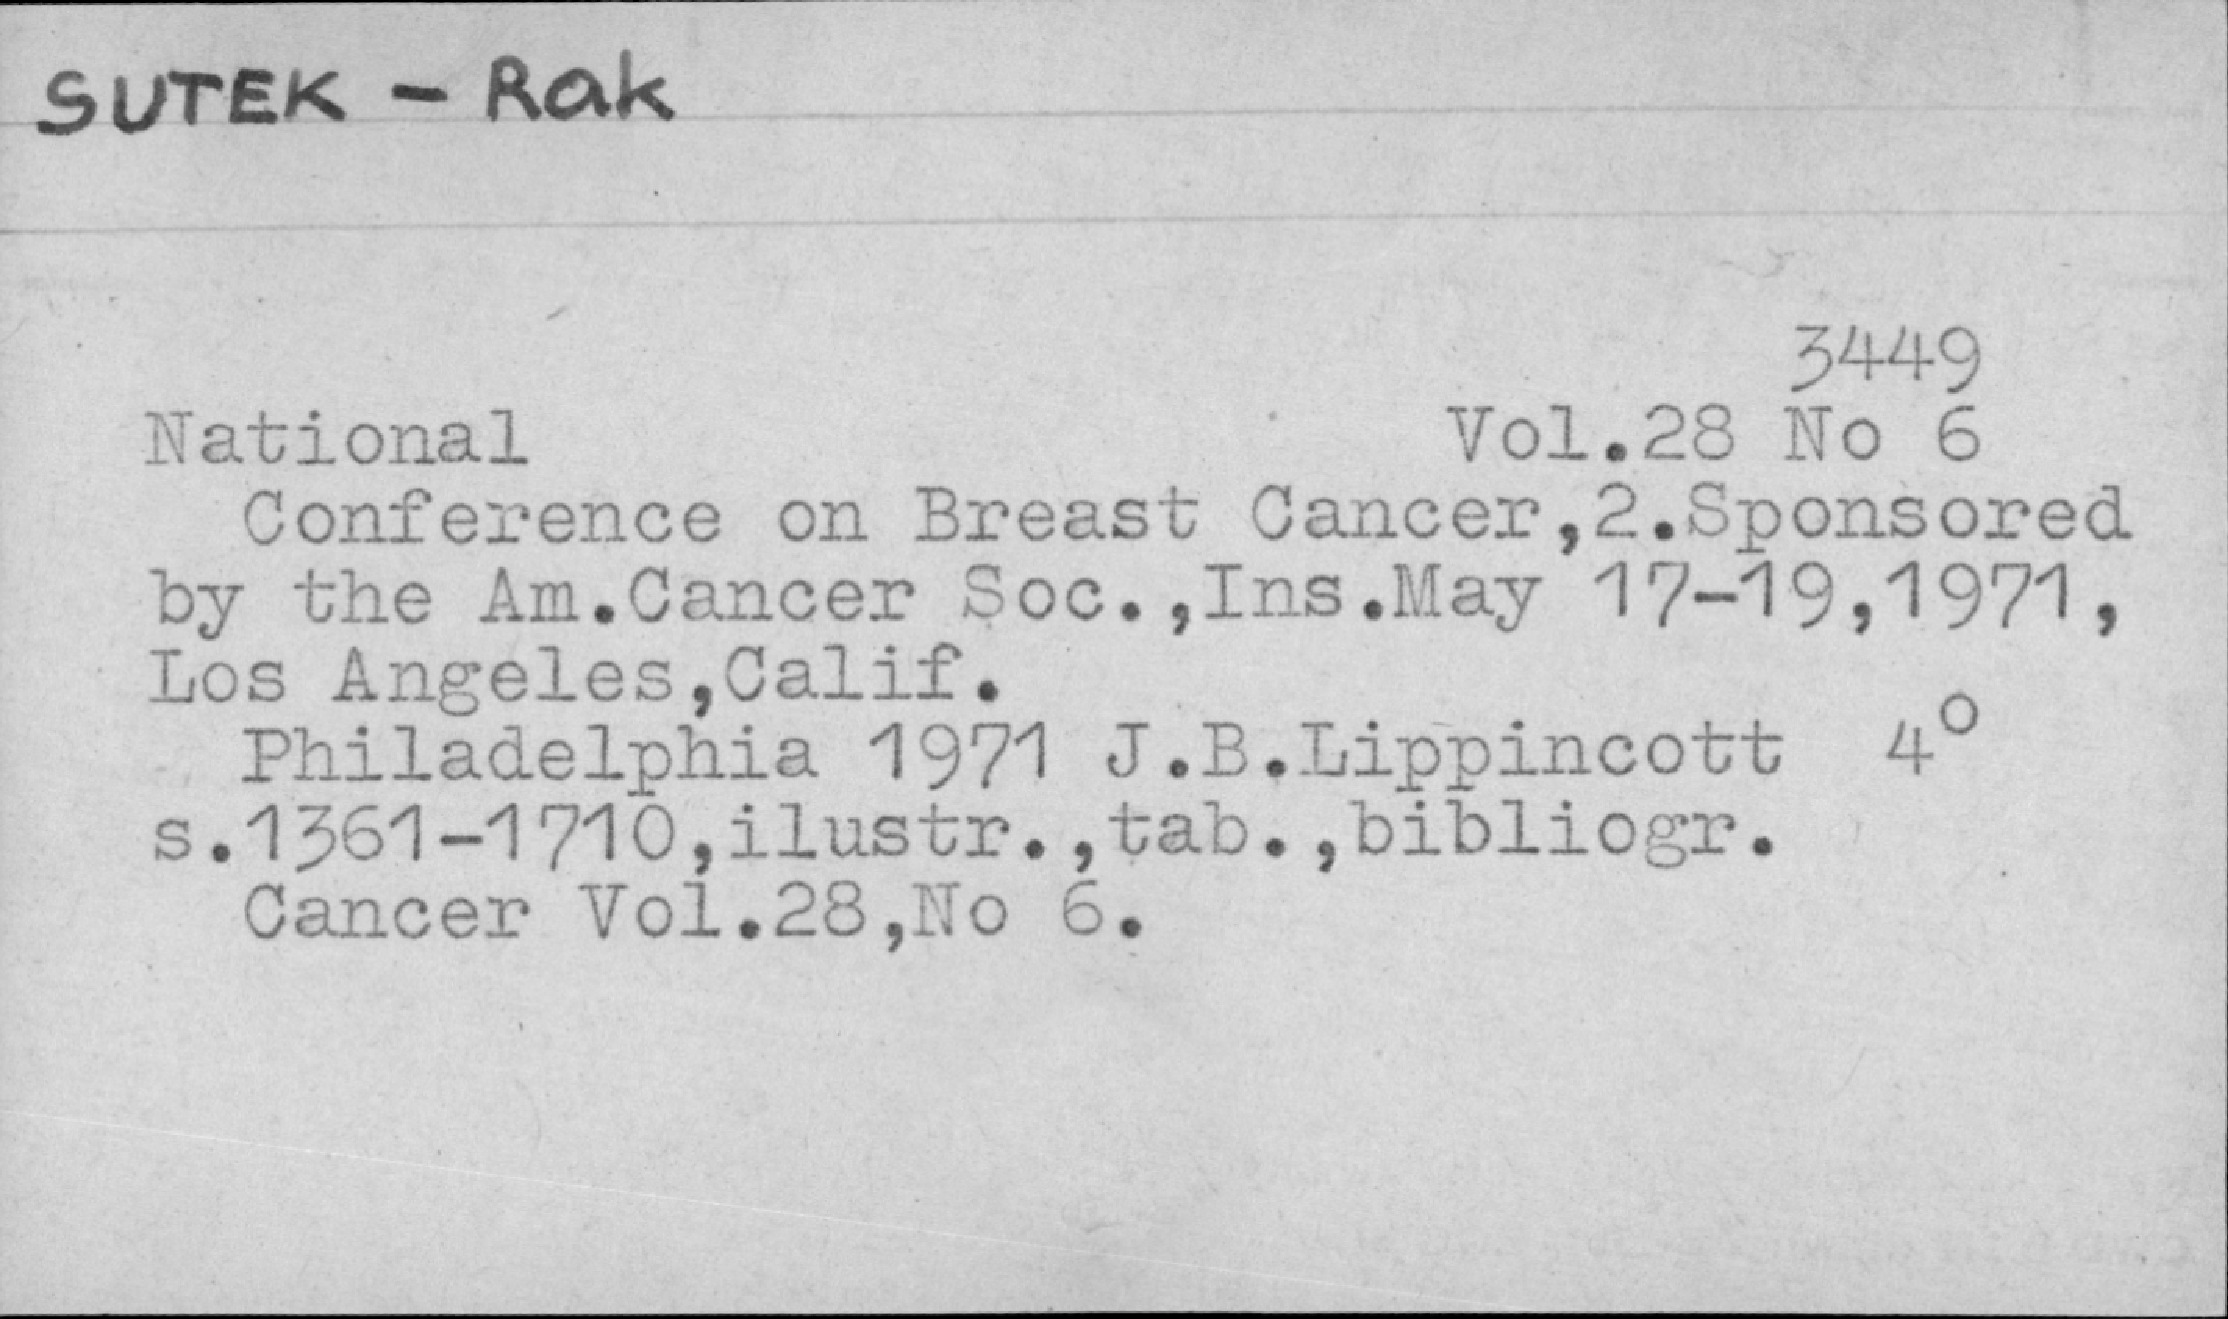 SUTEK - Rak
3449
National Vol.28 No 6
Conference on Breast Cancer,2.Sponsored
by the Am.Cancer Soc.,Ins.May 17-19,1971,
Los Angeles,Calif.
Philadelphia 1971 J.B.Lippincott 4°
s.1361-1710,ilustr.,tab.,bibliogr.
Cancer Vol.28,No 6.